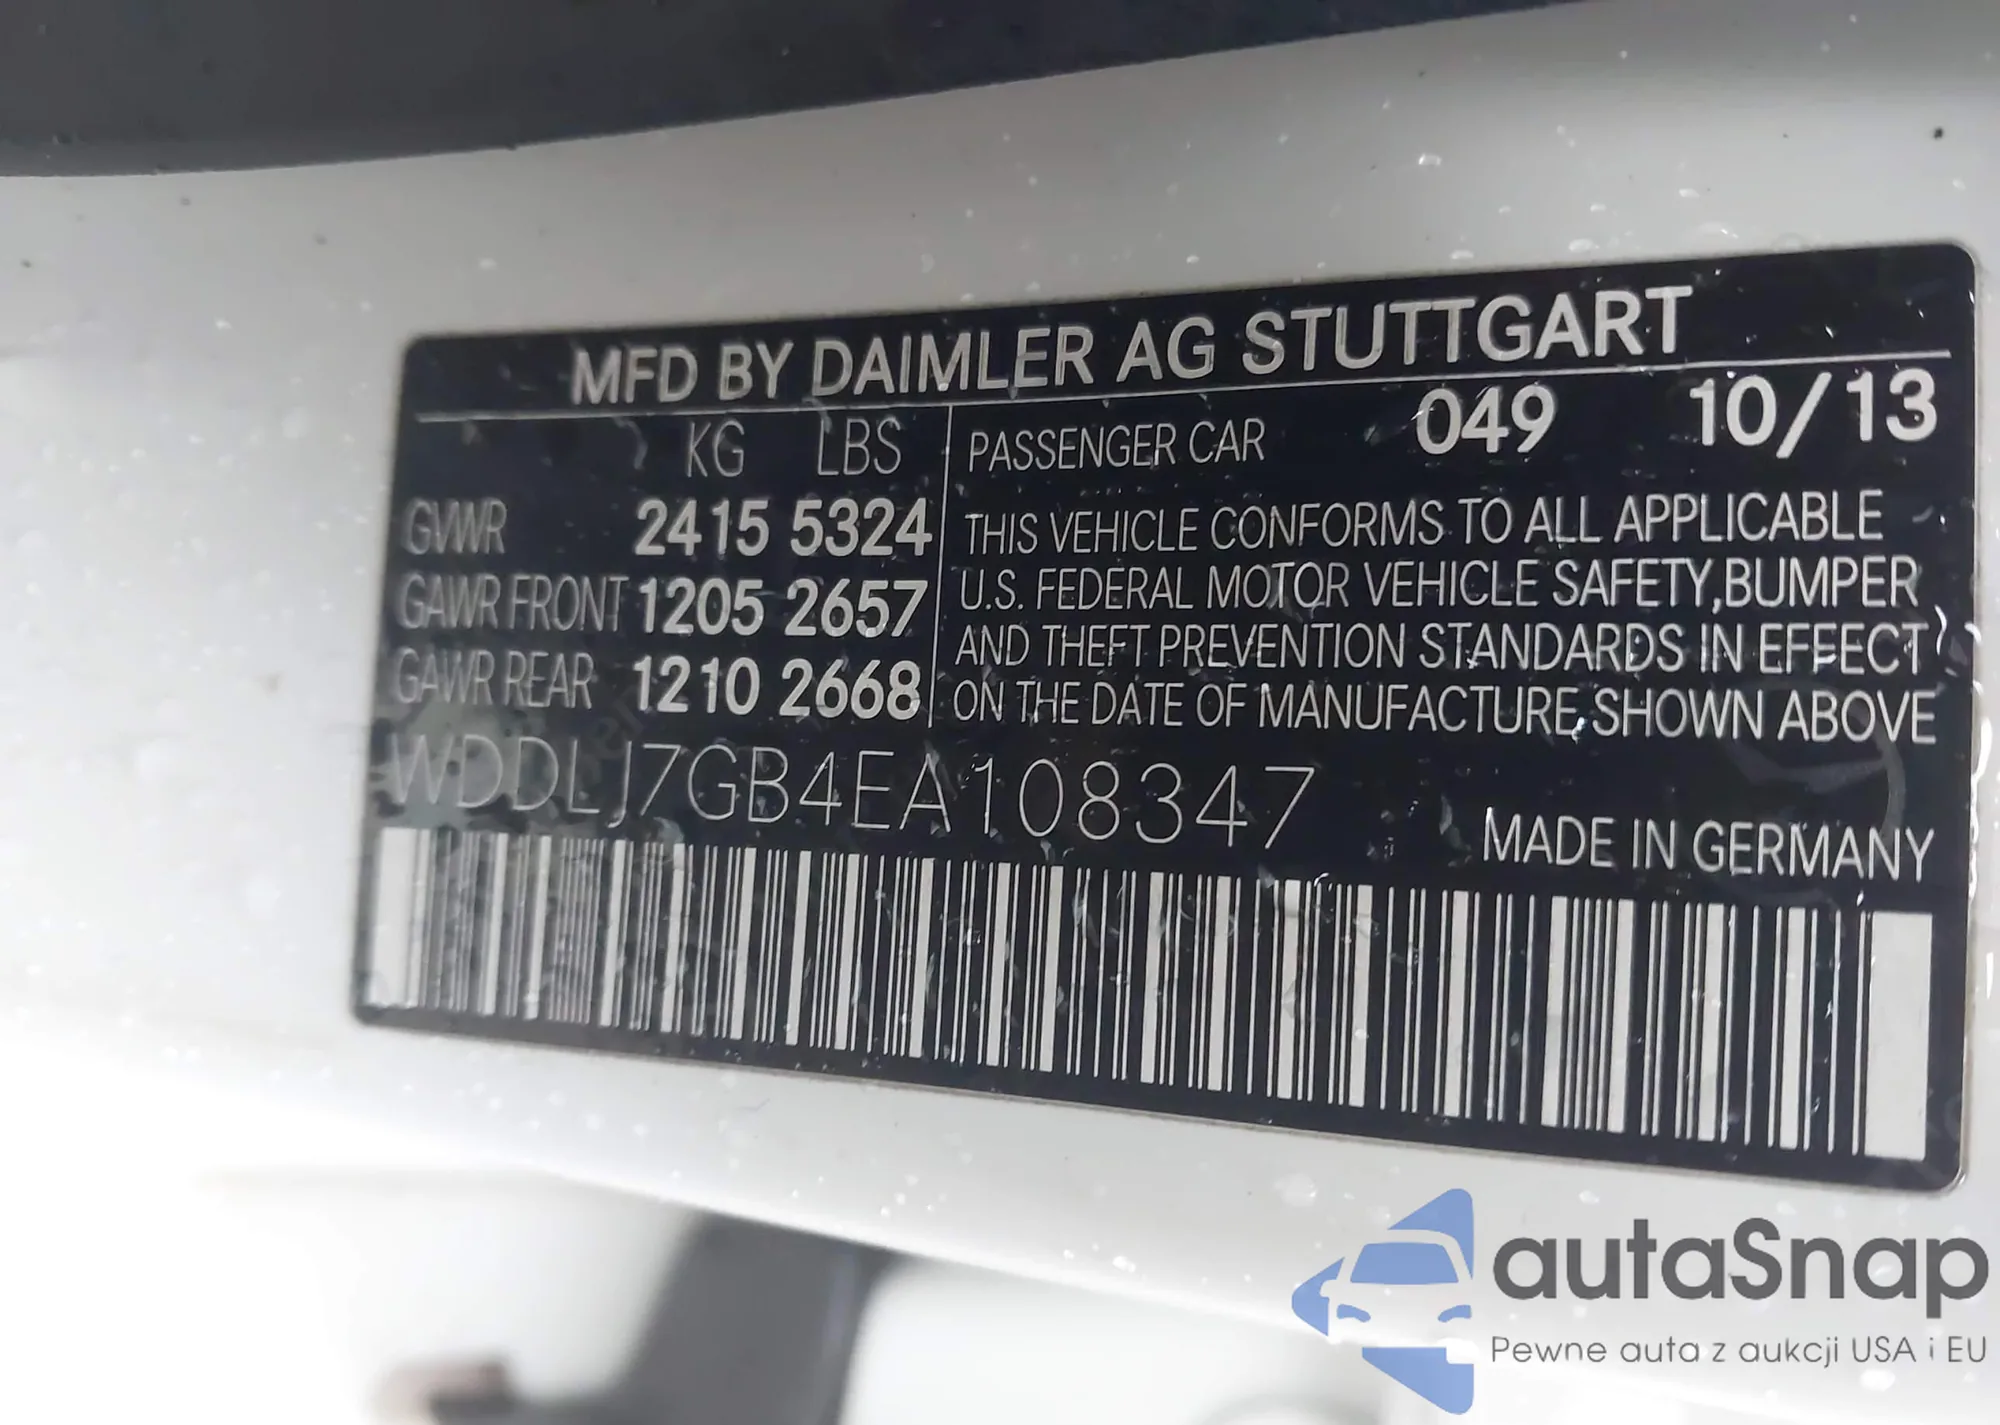 MFD BY DAIMLER AG STUTTGART
KG LBS
GVWR 2415 5324
GAWR FRONT 1205 2657
GAWR REAR 1210 2668
PASSENGER CAR 049 10/13
THIS VEHICLE CONFORMS TO ALL APPLICABLE
U.S. FEDERAL MOTOR VEHICLE SAFETY,BUMPER
AND THEFT PREVENTION STANDARDS IN EFFECT
ON THE DATE OF MANUFACTURE SHOWN ABOVE
WDDLJ7GB4EA108347
MADE IN GERMANY
autaSnap
Pewne auta z aukcji USA i EU